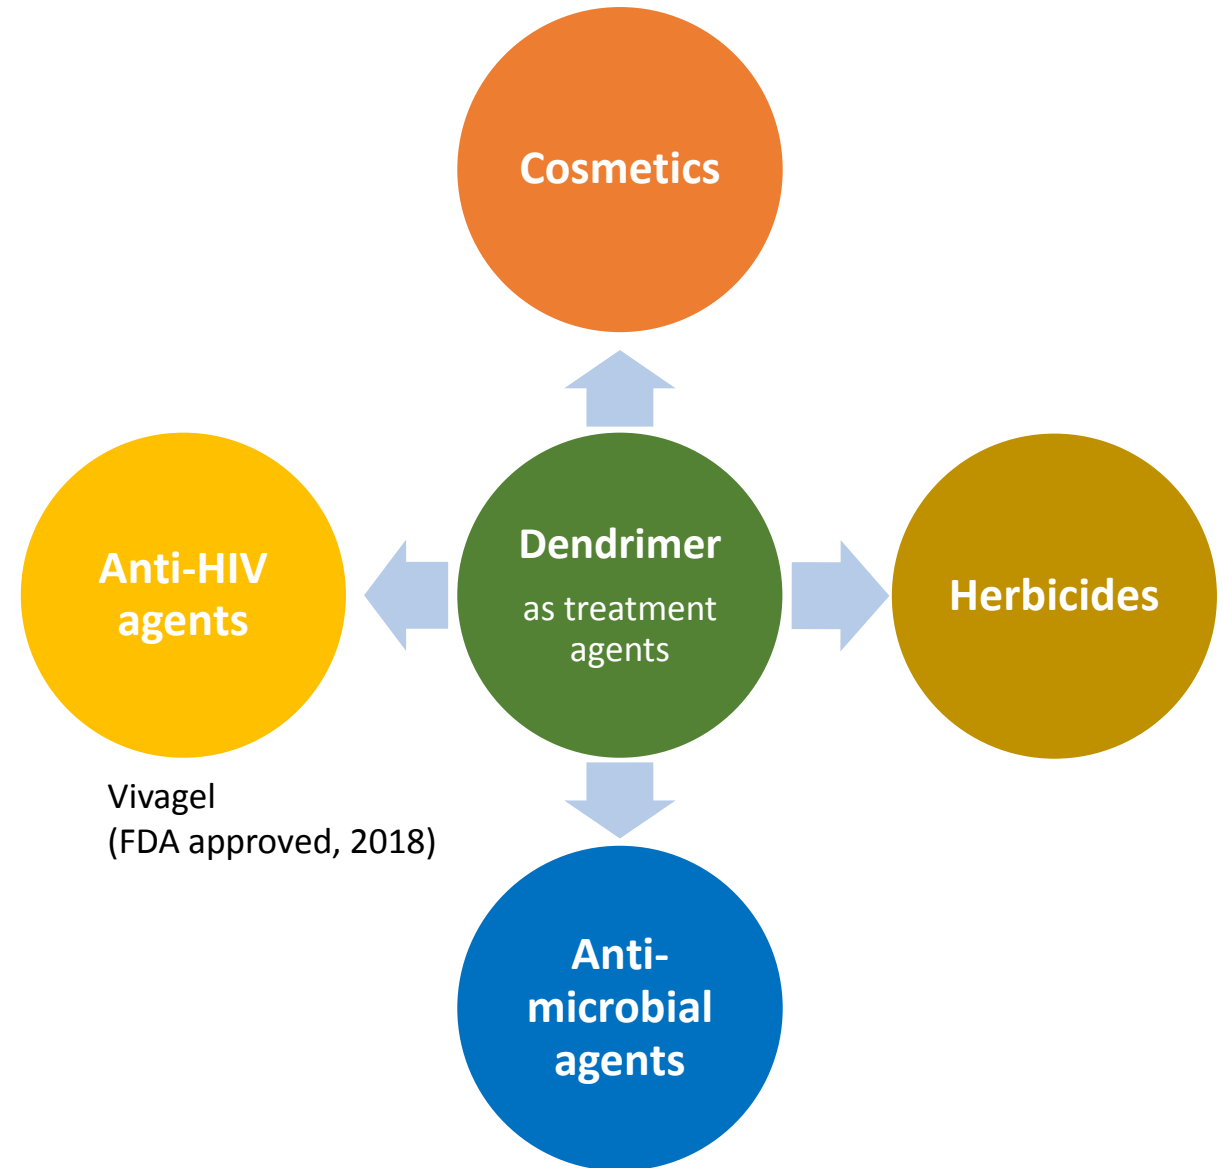 Cosmetics
Anti-HIV
agents
Dendrimer
as treatment
agents
Herbicides
Vivagel
(FDA approved, 2018)
Anti-
microbial
agents